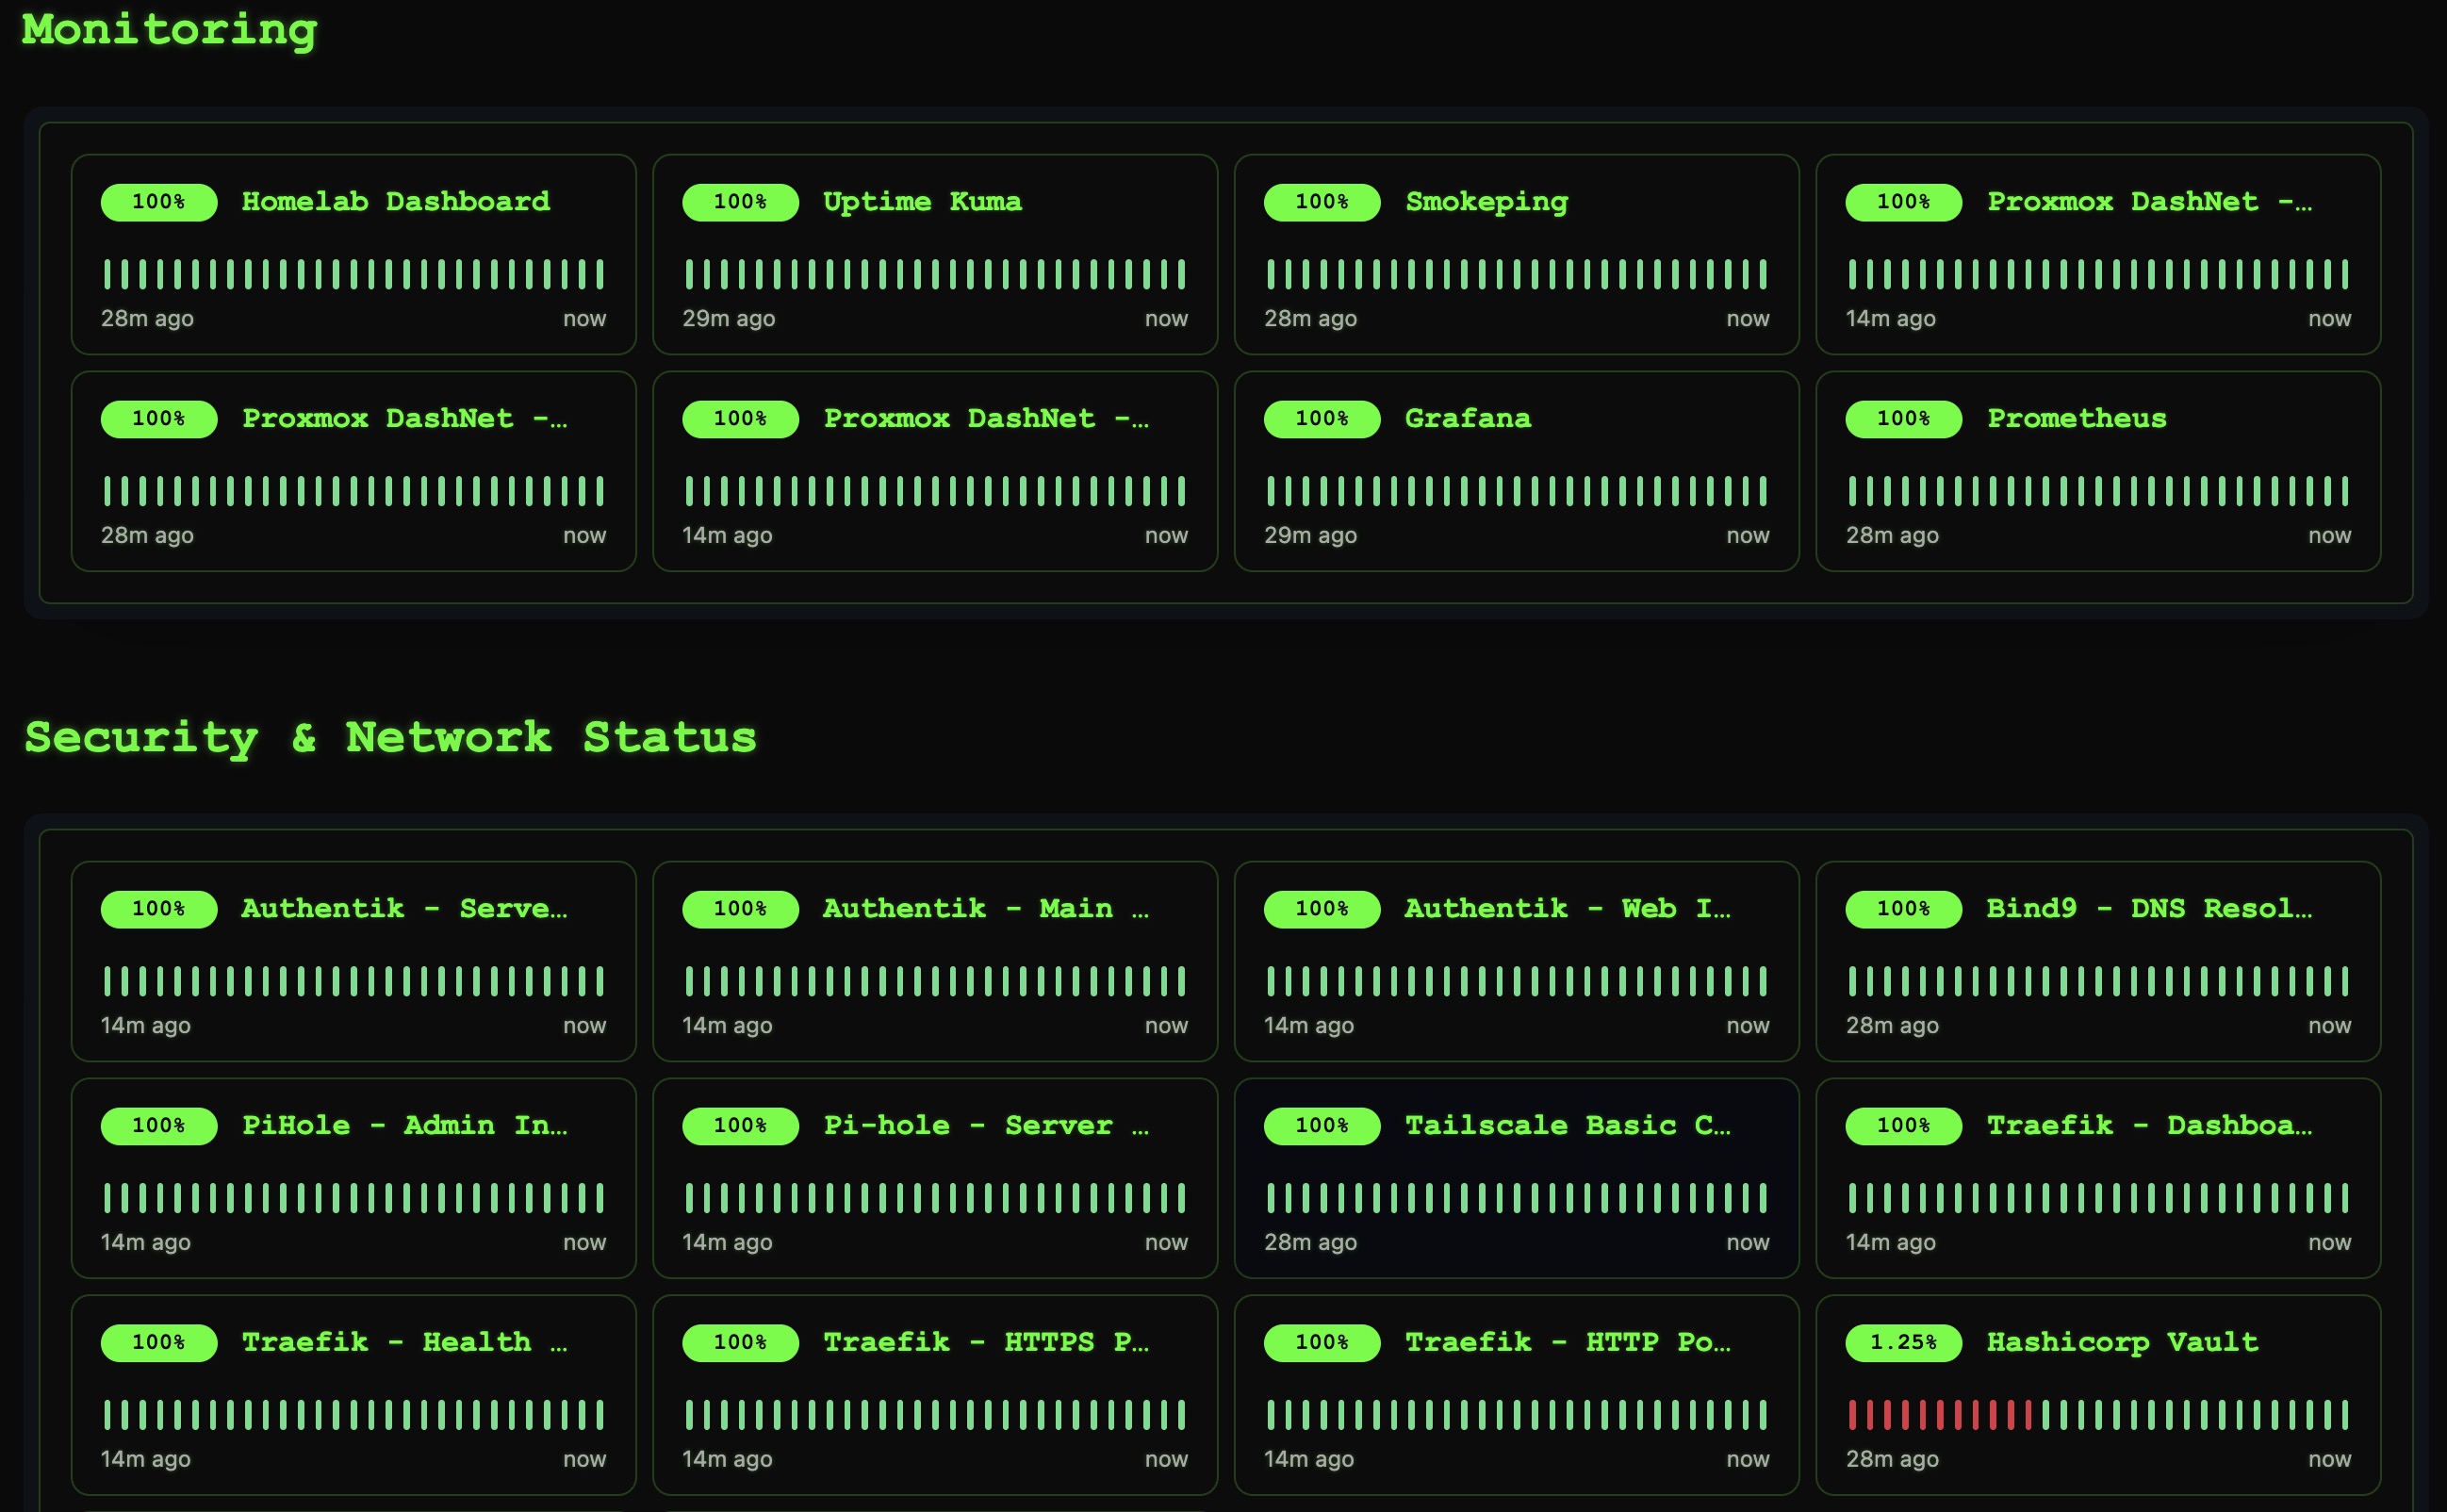 Monitoring
100% Homelab Dashboard
28m ago now
100% Uptime Kuma
29m ago now
100% Smokeping
28m ago now
100% Proxmox DashNet -…
14m ago now
100% Proxmox DashNet -…
28m ago now
100% Proxmox DashNet -…
14m ago now
100% Grafana
29m ago now
100% Prometheus
28m ago now
Security & Network Status
100% Authentik - Serve…
14m ago now
100% Authentik - Main …
14m ago now
100% Authentik - Web I…
14m ago now
100% Bind9 - DNS Resol…
28m ago now
100% PiHole - Admin In…
14m ago now
100% Pi-hole - Server …
14m ago now
100% Tailscale Basic C…
28m ago now
100% Traefik - Dashboa…
14m ago now
100% Traefik - Health …
14m ago now
100% Traefik - HTTPS P…
14m ago now
100% Traefik - HTTP Po…
14m ago now
1.25% Hashicorp Vault
28m ago now